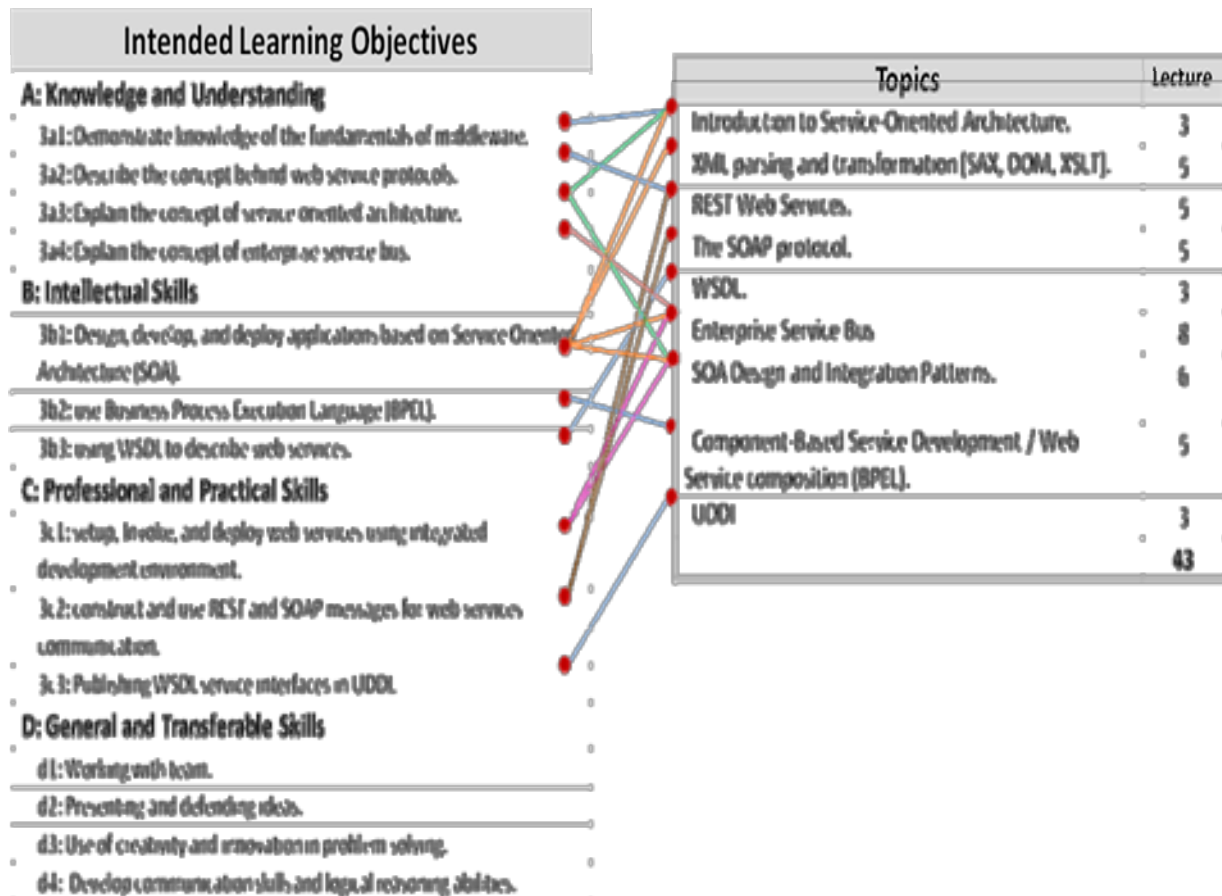 Intended Learning Objectives
A: Knowledge and Understanding
3a1: Demonstrate knowledge of the fundamentals of middleware.
3a2: Describe the concept behind web service protocols.
3a3: Explain the concept of service oriented architecture.
3a4: Explain the concept of enterprise service bus.
B: Intellectual Skills
3b1: Design, develop, and deploy applications based on Service Oriented
Architecture (SOA).
3b2: use Business Process Execution Language (BPEL).
3b3: using WSDL to describe web services.
C: Professional and Practical Skills
3c1: setup, invoke, and deploy web services using integrated
development environment.
3c2: construct and use REST and SOAP messages for web services
communication.
3c3: Publishing WSDL service interfaces in UDDI.
D: General and Transferable Skills
d1: Working with team.
d2: Presenting and defending ideas.
d3: Use of creativity and innovation in problem solving.
d4: Develop communication skills and logical reasoning abilities.
Topics Lecture
Introduction to Service-Oriented Architecture. 3
XML parsing and transformation [SAX, DOM, XSLT]. 5
REST Web Services. 5
The SOAP protocol. 5
WSDL. 3
Enterprise Service Bus 8
SOA Design and Integration Patterns. 6
Component-Based Service Development / Web 5
Service composition (BPEL).
UDDI 3
43